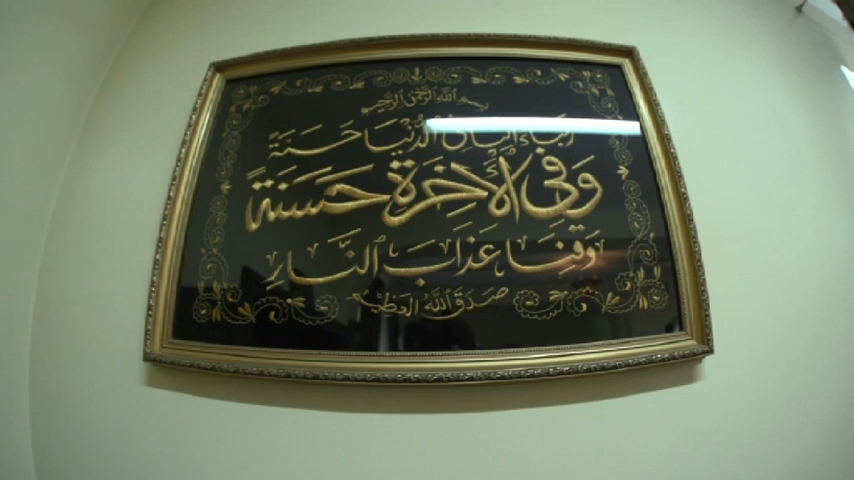 بسم الله الرحمن الرحيم
ربنا آتنا في الدنيا حسنة
وفي الآخرة حسنة
وقنا عذاب النار
صدق الله العظيم